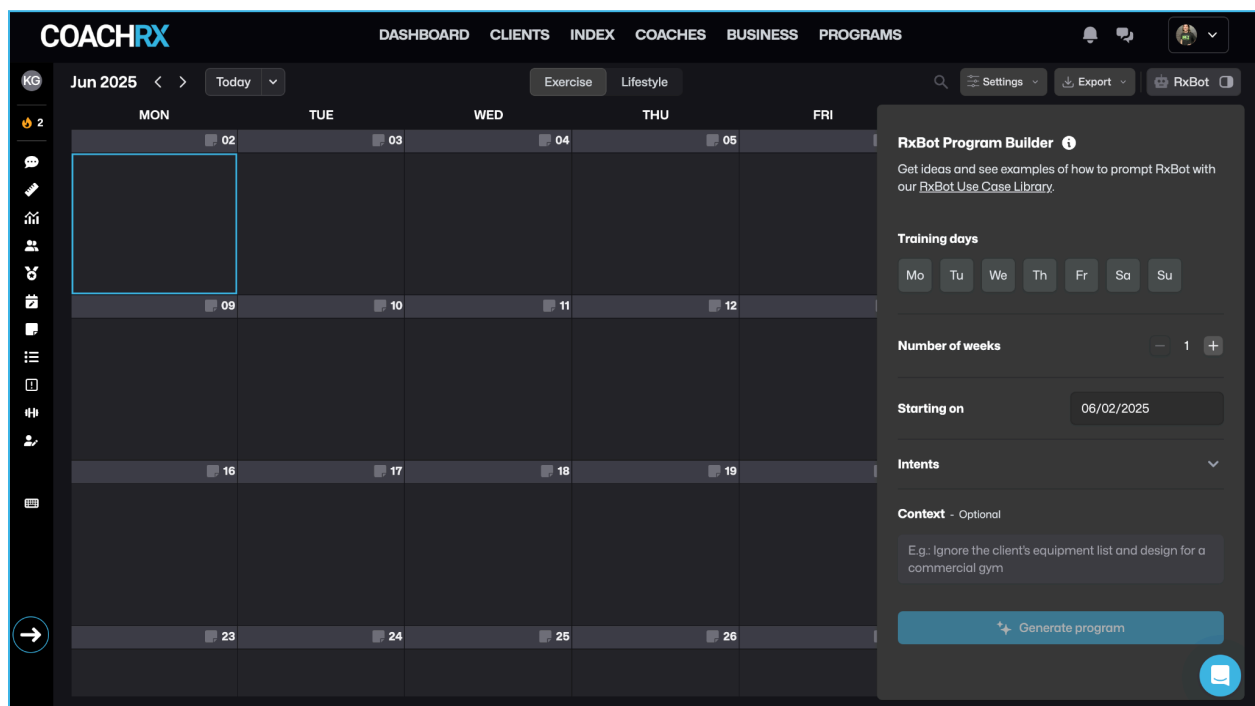 COACHRX
DASHBOARD CLIENTS INDEX COACHES BUSINESS PROGRAMS
KG
Jun 2025
Today
Exercise
Lifestyle
Settings
Export
RxBot
2
MON TUE WED THU FRI
02 03 04 05
09 10 11 12
16 17 18 19
23 24 25 26
RxBot Program Builder
Get ideas and see examples of how to prompt RxBot with
our RxBot Use Case Library.
Training days
Mo Tu We Th Fr Sa Su
Number of weeks
1
Starting on
06/02/2025
Intents
Context - Optional
E.g.: Ignore the client's equipment list and design for a
commercial gym
Generate program